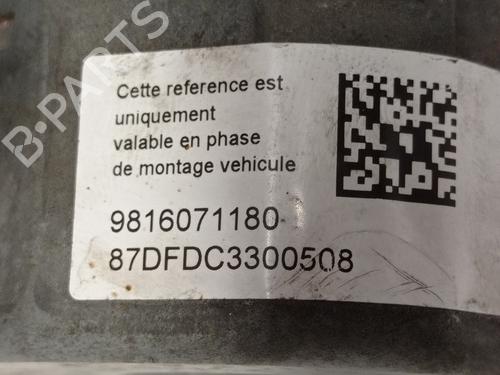 Cette reference est
uniquement
valable en phase
de montage vehicule
9816071180
87DFDC3300508
B-PARTS